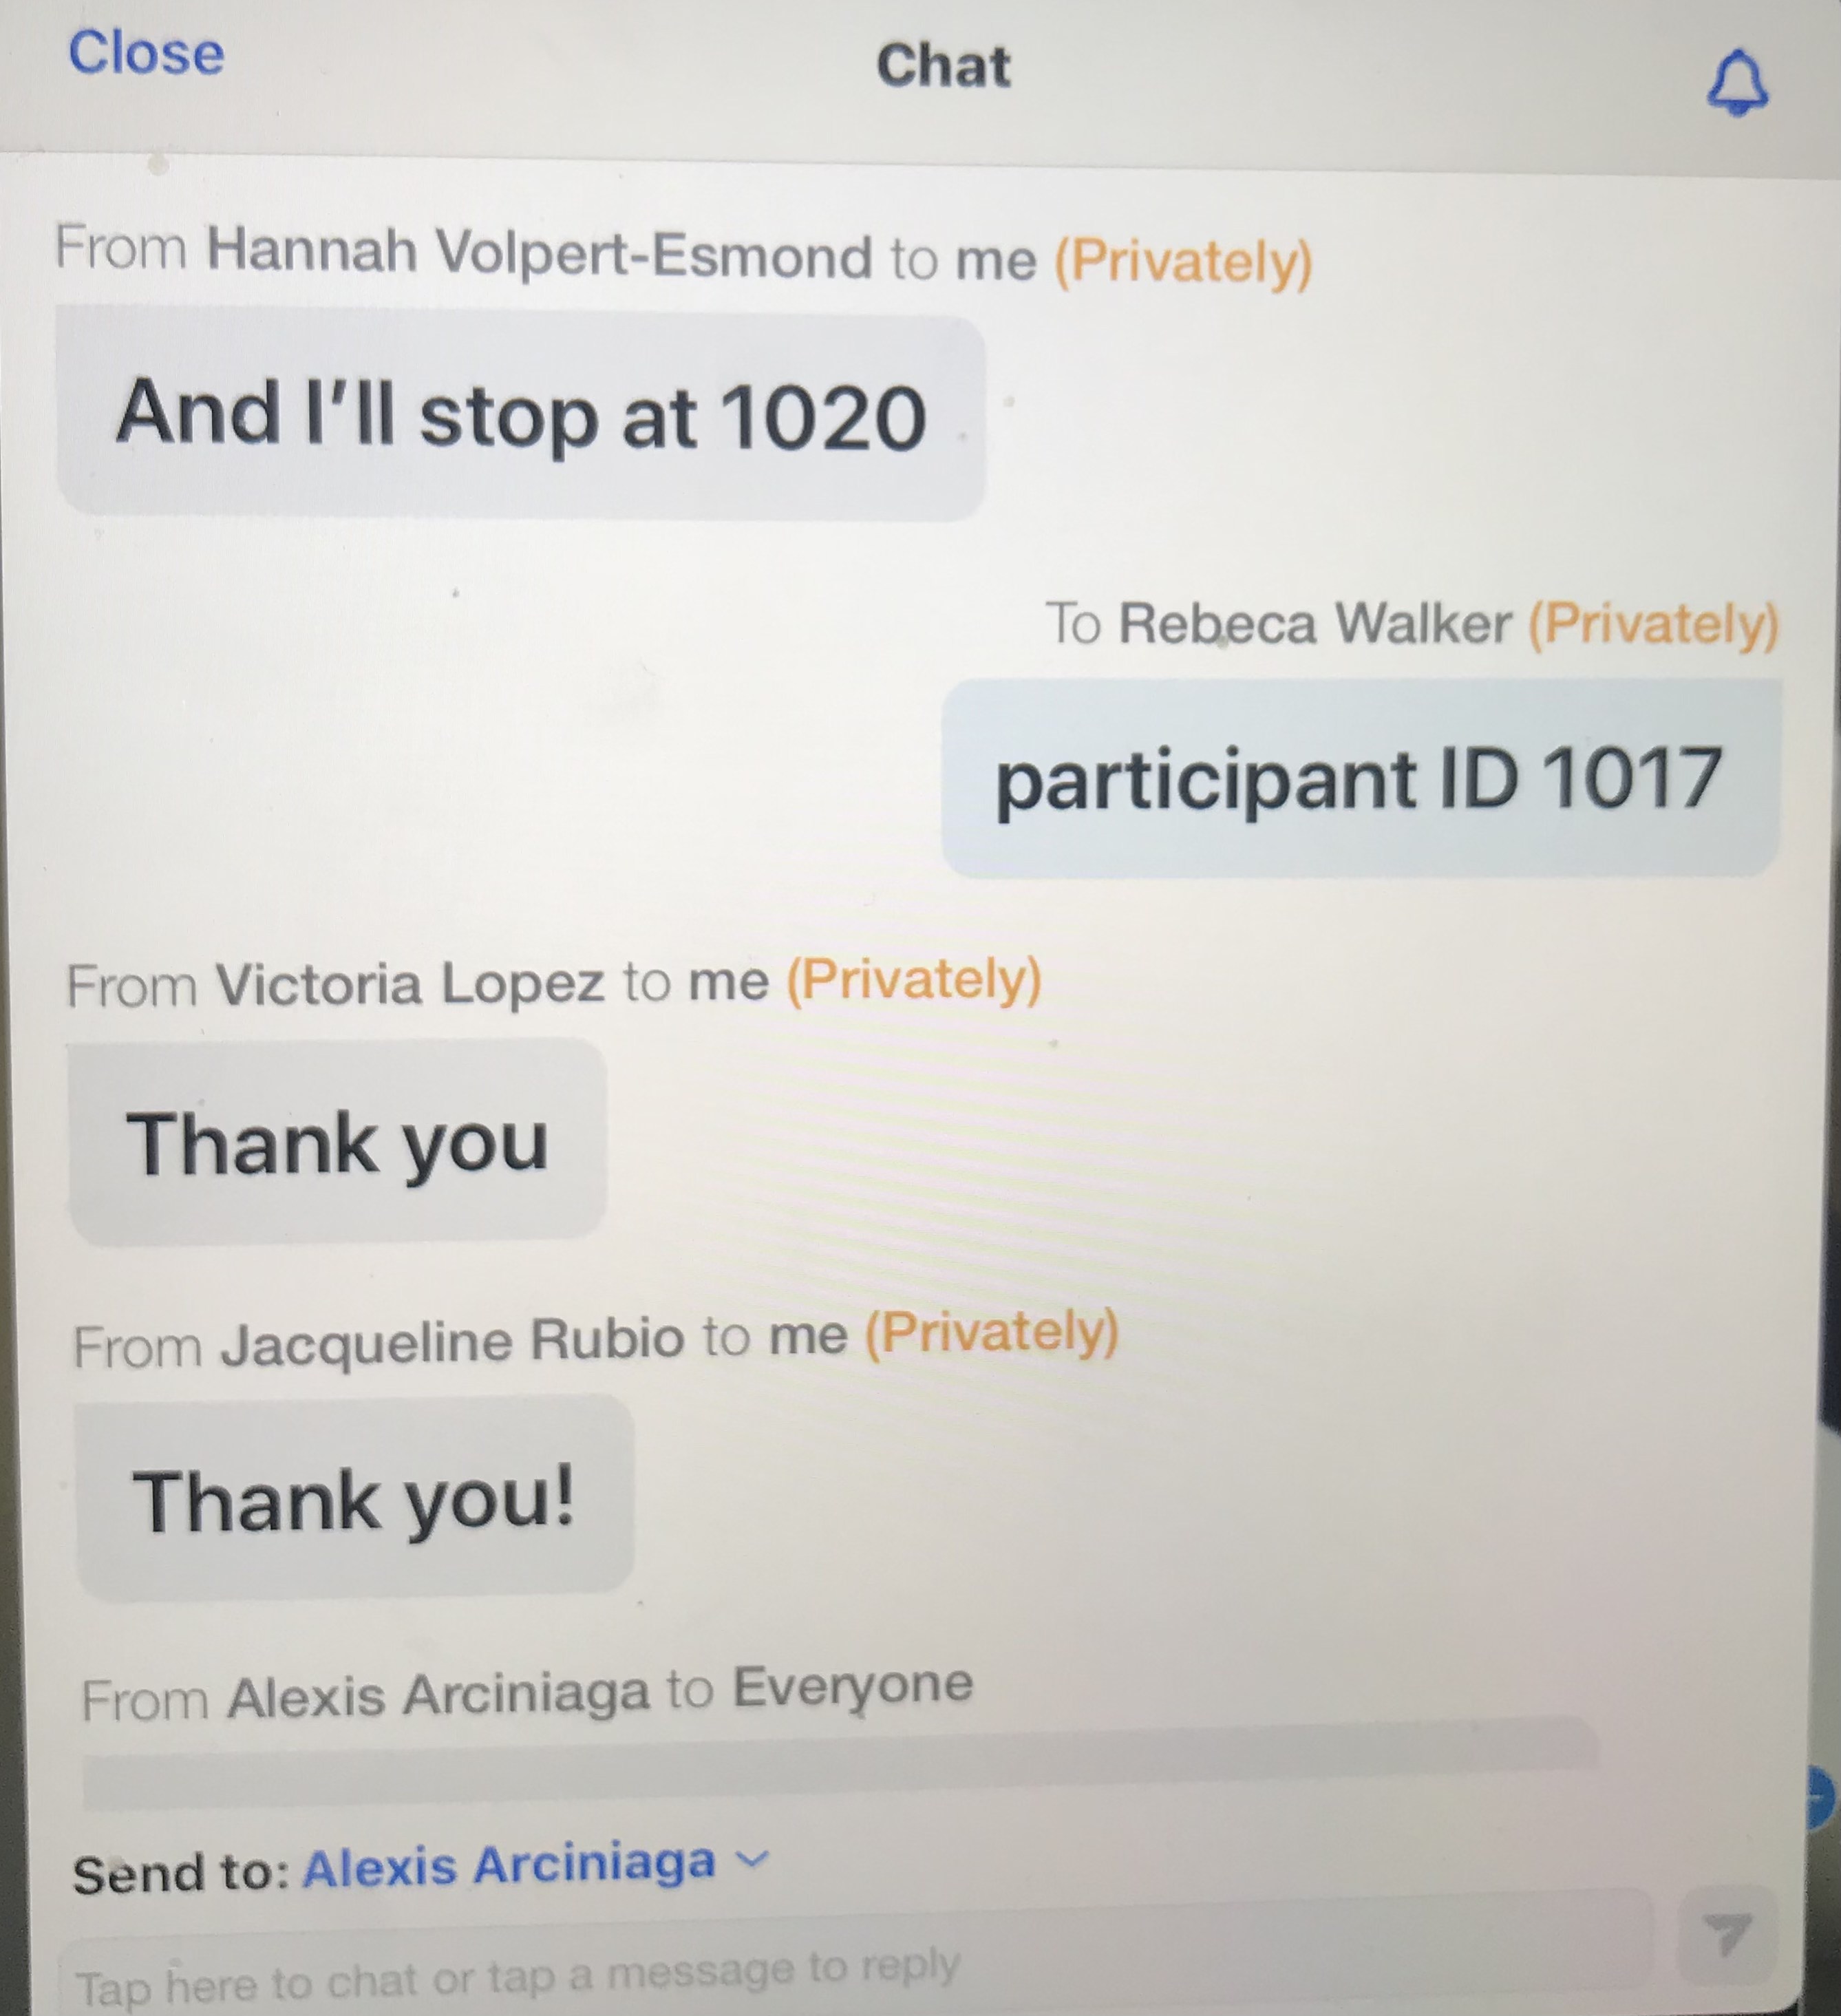 Close
Chat
From Hannah Volpert-Esmond to me (Privately)
And I'll stop at 1020
To Rebeca Walker (Privately)
participant ID 1017
From Victoria Lopez to me (Privately)
Thank you
From Jacqueline Rubio to me (Privately)
Thank you!
From Alexis Arciniaga to Everyone
Send to: Alexis Arciniaga
Tap here to chat or tap a message to reply